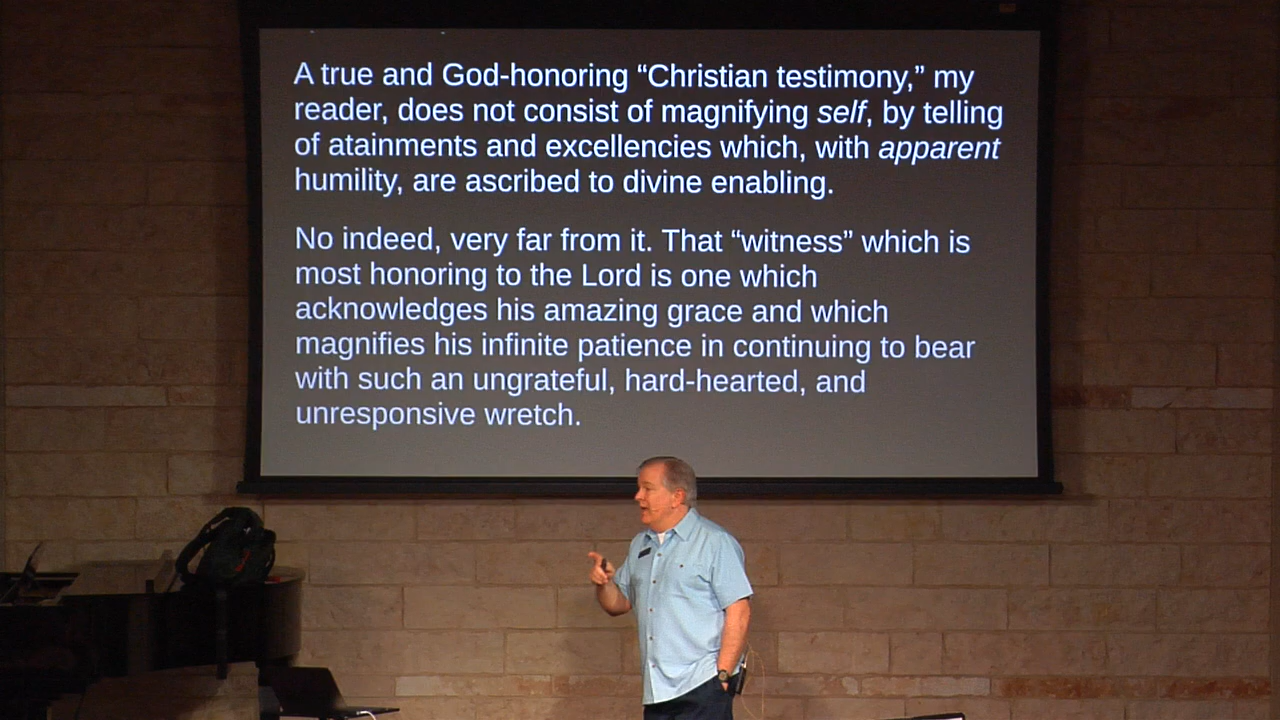 A true and God-honoring “Christian testimony,” my
reader, does not consist of magnifying self, by telling
of atainments and excellencies which, with apparent
humility, are ascribed to divine enabling.
No indeed, very far from it. That “witness” which is
most honoring to the Lord is one which
acknowledges his amazing grace and which
magnifies his infinite patience in continuing to bear
with such an ungrateful, hard-hearted, and
unresponsive wretch.